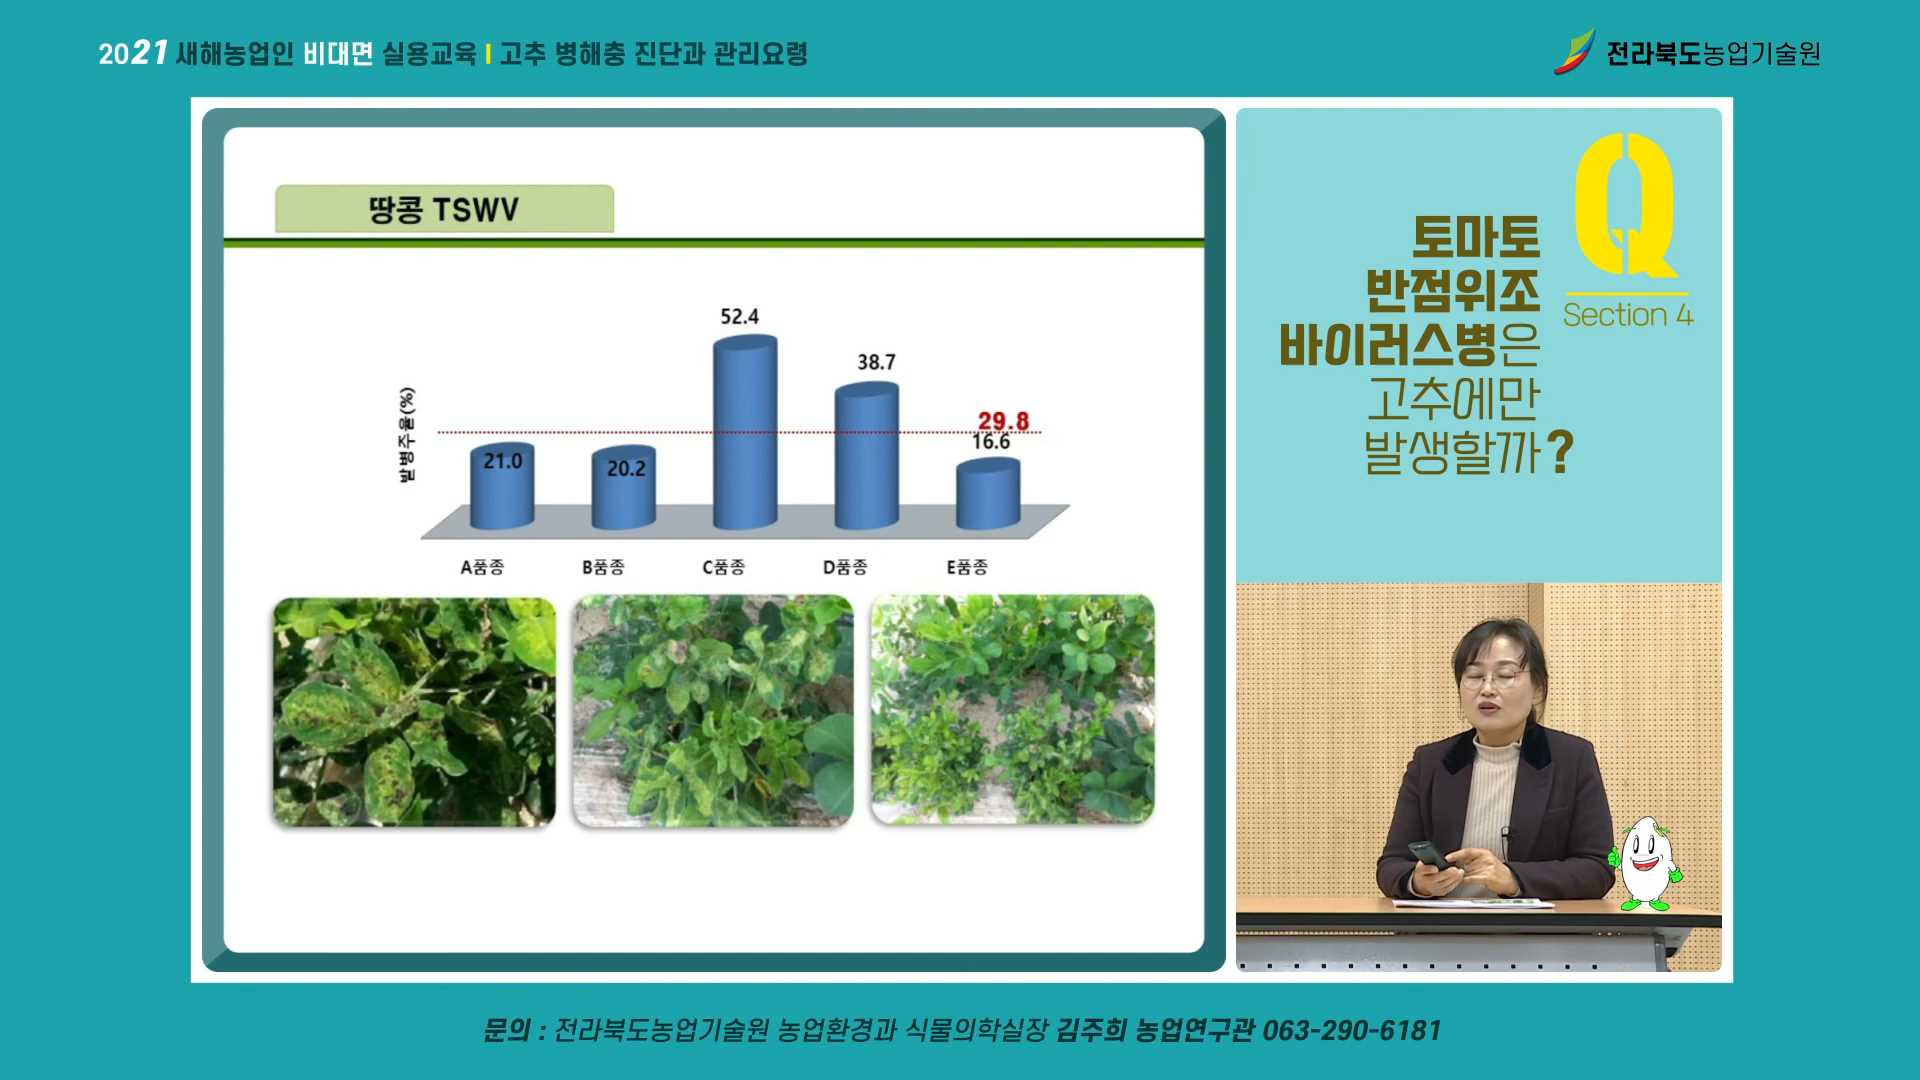 2021 새해농업인 비대면 실용교육 I 고추 병해충 진단과 관리요령
전라북도농업기술원
땅콩 TSWV
발병주율(%)
52.4
38.7
29.8
16.6
21.0
20.2
A품종 B품종 C품종 D품종 E품종
Q
Section 4
토마토
반점위조
바이러스병은
고추에만
발생할까?
문의 : 전라북도농업기술원 농업환경과 식물의학실장 김주희 농업연구관 063-290-6181